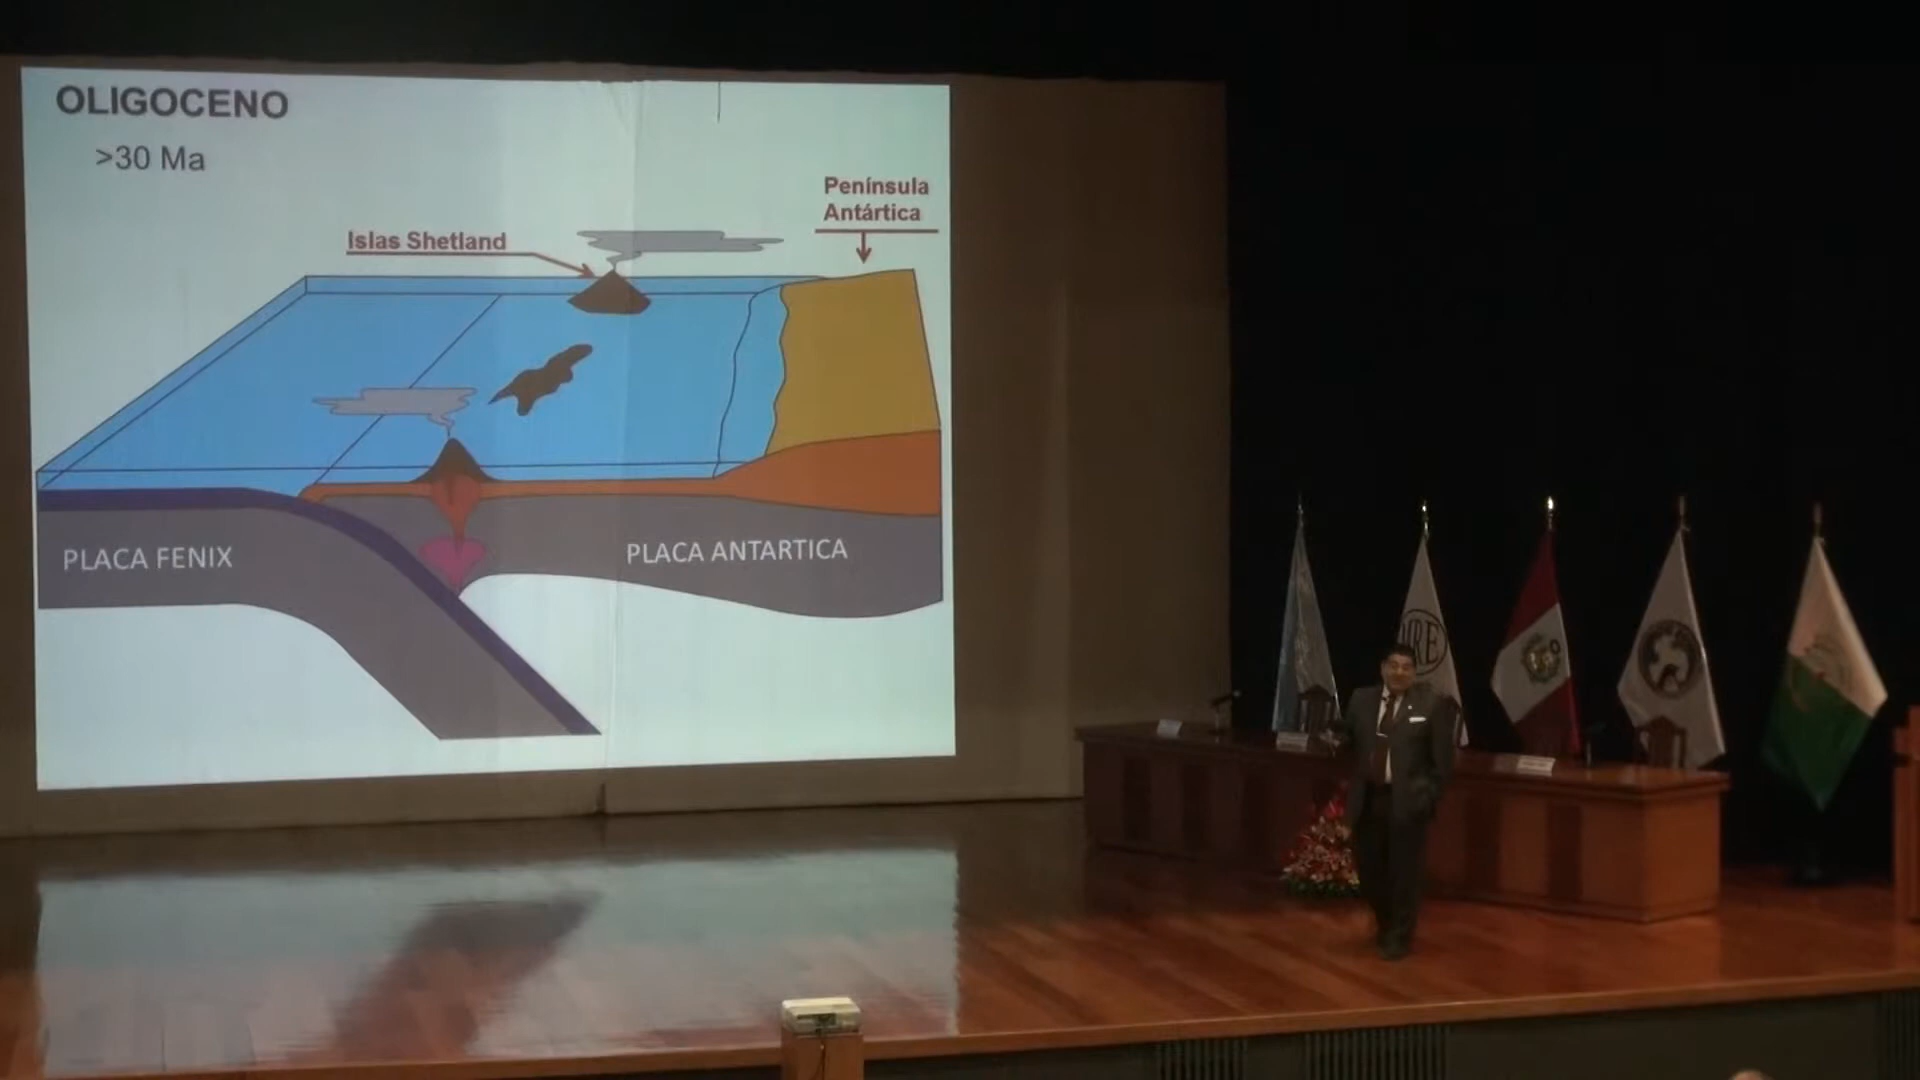 OLIGOCENO
>30 Ma
Península
Antártica
Islas Shetland
PLACA FENIX
PLACA ANTARTICA